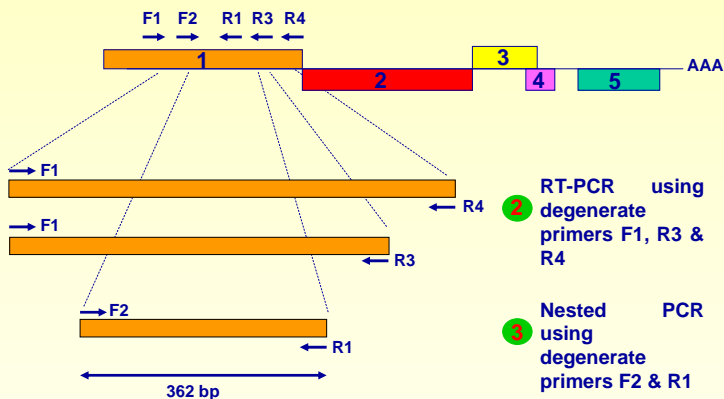 F1 F2 R1 R3 R4
1
3
AAA
2
4
5
F1
R4
F1
R3
2
RT-PCR using
degenerate
primers F1, R3 &
R4
F2
R1
362 bp
3
Nested PCR
using
degenerate
primers F2 & R1